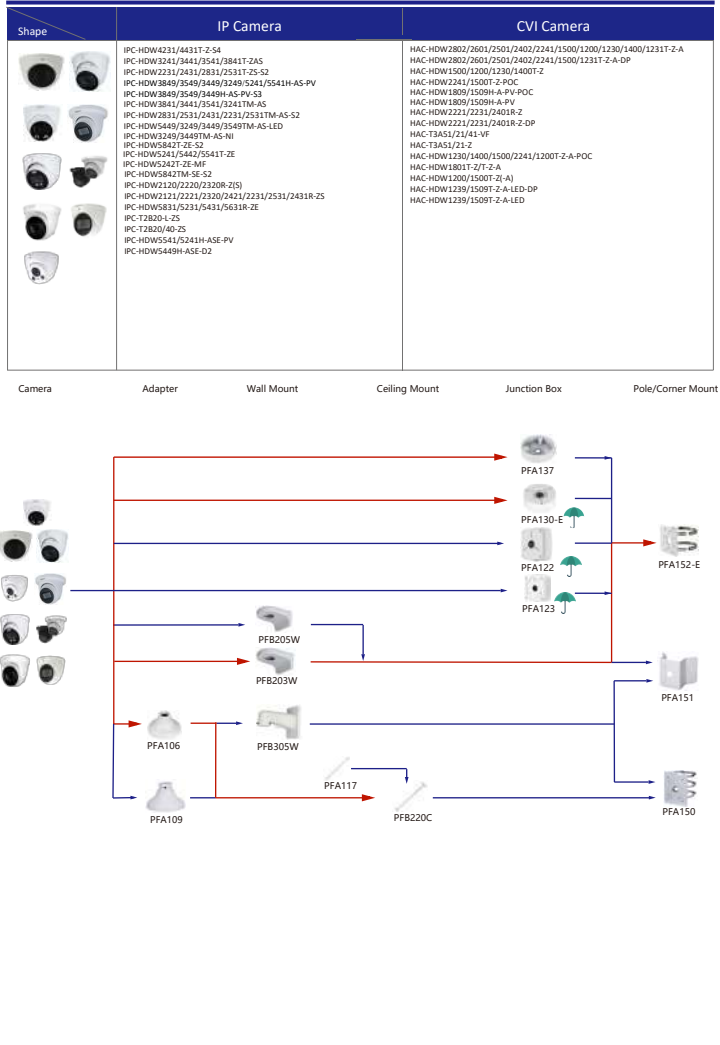 Shape
IP Camera
CVI Camera
IPC-HDW4231/4431T-Z-S4
IPC-HDW3241/3441/3541/3841T-ZAS
IPC-HDW2231/2431/2831/2531T-ZS-S2
IPC-HDW3849/3549/3449/3249/5241/5541H-AS-PV
IPC-HDW3849/3549/3449H-AS-PV-S3
IPC-HDW3841/3441/3541/3241TM-AS
IPC-HDW2831/2531/2431/2231/2531TM-AS-S2
IPC-HDW5449/3249/3449/3549TM-AS-LED
IPC-HDW3249/3449TM-AS-NI
IPC-HDW5842T-ZE-S2
IPC-HDW5241/5442/5541T-ZE
IPC-HDW5242T-ZE-MF
IPC-HDW5842TM-SE-S2
IPC-HDW2120/2220/2320R-Z(S)
IPC-HDW2121/2221/2320/2421/2231/2531/2431R-ZS
IPC-HDW5831/5231/5431/5631R-ZE
IPC-T2B20-L-ZS
IPC-T2B20/40-ZS
IPC-HDW5541/5241H-ASE-PV
IPC-HDW5449H-ASE-D2
HAC-HDW2802/2601/2501/2402/2241/1500/1200/1230/1400/1231T-Z-A
HAC-HDW2802/2601/2501/2402/2241/1500/1231T-Z-A-DP
HAC-HDW1500/1200/1230/1400T-Z
HAC-HDW2241/1500T-Z-POC
HAC-HDW1809/1509H-A-PV-POC
HAC-HDW1809/1509H-A-PV
HAC-HDW2221/2231/2401R-Z
HAC-HDW2221/2231/2401R-Z-DP
HAC-T3A51/21/41-VF
HAC-T3A51/21-Z
HAC-HDW1230/1400/1500/2241/1200T-Z-A-POC
HAC-HDW1801T-Z/T-Z-A
HAC-HDW1200/1500T-Z(-A)
HAC-HDW1239/1509T-Z-A-LED-DP
HAC-HDW1239/1509T-Z-A-LED
Camera
Adapter
Wall Mount
Ceiling Mount
Junction Box
Pole/Corner Mount
PFA137
PFA130-E
PFA122
PFA152-E
PFA123
PFB205W
PFB203W
PFA151
PFA106
PFB305W
PFA117
PFA109
PFB220C
PFA150